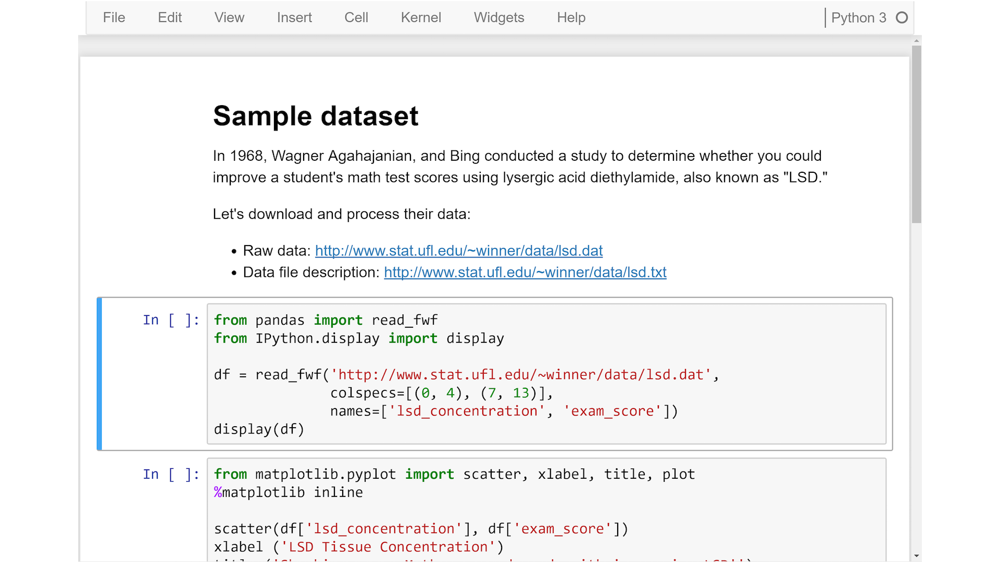 File Edit View Insert Cell Kernel Widgets Help Python 3
Sample dataset
In 1968, Wagner Agahajanian, and Bing conducted a study to determine whether you could
improve a student's math test scores using lysergic acid diethylamide, also known as "LSD."
Let's download and process their data:
• Raw data: http://www.stat.ufl.edu/~winner/data/lsd.dat
• Data file description: http://www.stat.ufl.edu/~winner/data/lsd.txt
In [ ]: from pandas import read_fwf
from IPython.display import display
df = read_fwf('http://www.stat.ufl.edu/~winner/data/lsd.dat',
colspecs=[(0, 4), (7, 13)],
names=['lsd_concentration', 'exam_score'])
display(df)
In [ ]: from matplotlib.pyplot import scatter, xlabel, title, plot
%matplotlib inline
scatter(df['lsd_concentration'], df['exam_score'])
xlabel ('LSD Tissue Concentration')